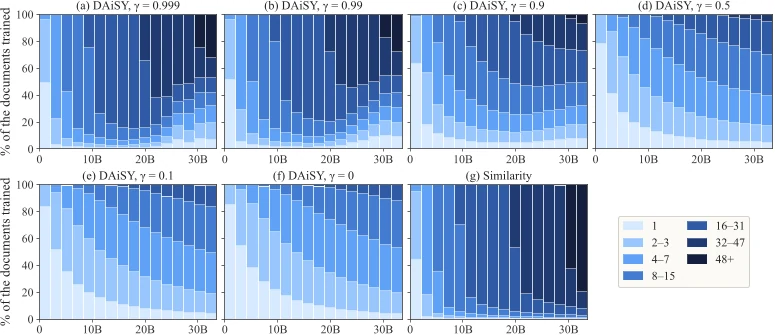 (a) DAiSY, γ = 0.999
(b) DAiSY, γ = 0.99
(c) DAiSY, γ = 0.9
(d) DAiSY, γ = 0.5
% of the documents trained
100
80
60
40
20
0
0 10B 20B 30B
0 10B 20B 30B
0 10B 20B 30B
0 10B 20B 30B
(e) DAiSY, γ = 0.1
(f) DAiSY, γ = 0
(g) Similarity
% of the documents trained
100
80
60
40
20
0
0 10B 20B 30B
0 10B 20B 30B
0 10B 20B 30B
1
2–3
4–7
8–15
16–31
32–47
48+